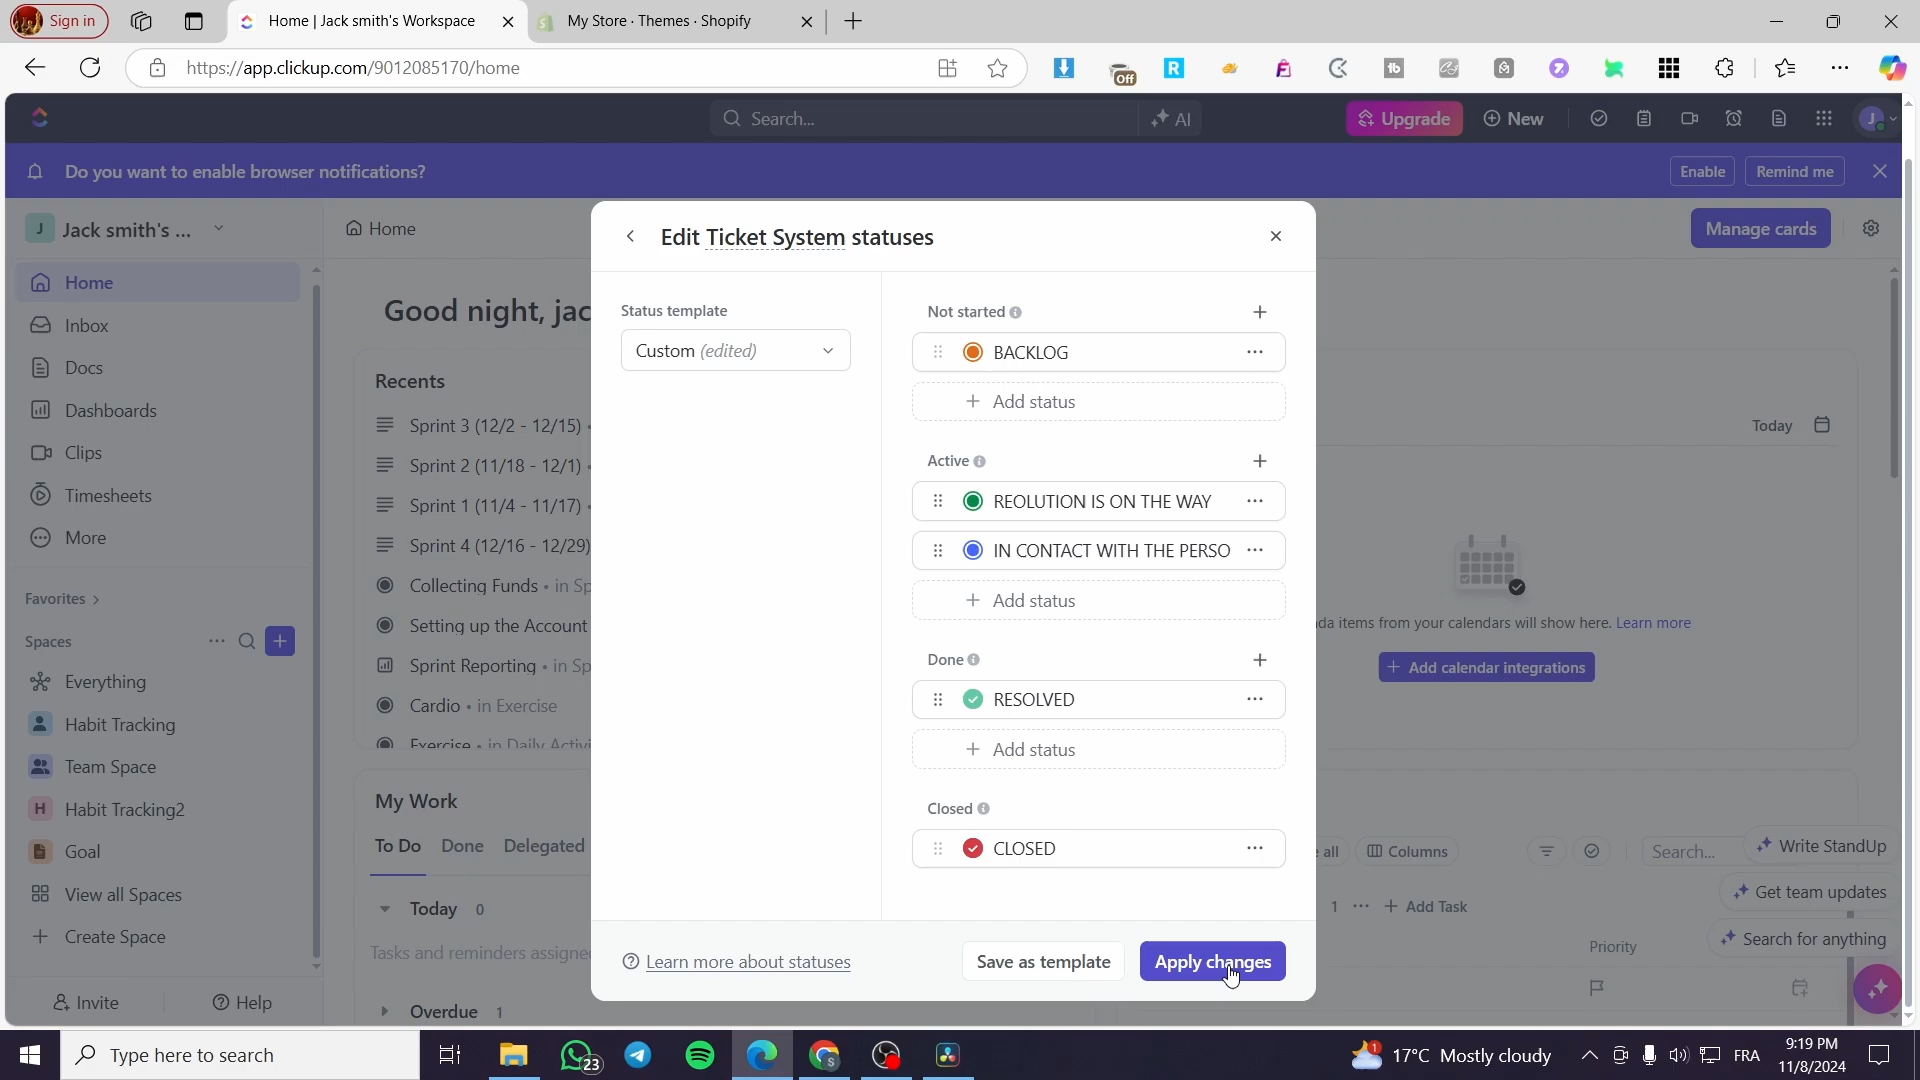 Sign in
Home | Jack smith's Workspace
My Store · Themes · Shopify
https://app.clickup.com/9012085170/home
Off
Search...
AI
Upgrade
New
Do you want to enable browser notifications?
Enable
Remind me
J
Jack smith's ...
Home
Manage cards
Home
Inbox
Docs
Dashboards
Clips
Timesheets
More
Favorites
Spaces
Everything
Habit Tracking
Team Space
H
Habit Tracking2
Goal
View all Spaces
Create Space
Invite
Help
Good night, jac
Recents
Sprint 3 (12/2 - 12/15) •
Sprint 2 (11/18 - 12/1) •
Sprint 1 (11/4 - 11/17) •
Sprint 4 (12/16 - 12/29)
Collecting Funds • in Sp
Setting up the Account
Sprint Reporting • in Sp
Cardio • in Exercise
Exercise • in Daily Activi
My Work
To Do
Done
Delegated
Today 0
Tasks and reminders assigne
Overdue 1
Edit Ticket System statuses
Status template
Custom (edited)
Not started
BACKLOG
Add status
Active
REOLUTION IS ON THE WAY
IN CONTACT WITH THE PERSO
Add status
Done
RESOLVED
Add status
Closed
CLOSED
Learn more about statuses
Save as template
Apply changes
Today
da items from your calendars will show here. Learn more
+ Add calendar integrations
e all
Columns
Search...
Write StandUp
1
+ Add Task
Get team updates
Priority
Search for anything
Type here to search
23
17°C Mostly cloudy
FRA
9:19 PM
11/8/2024